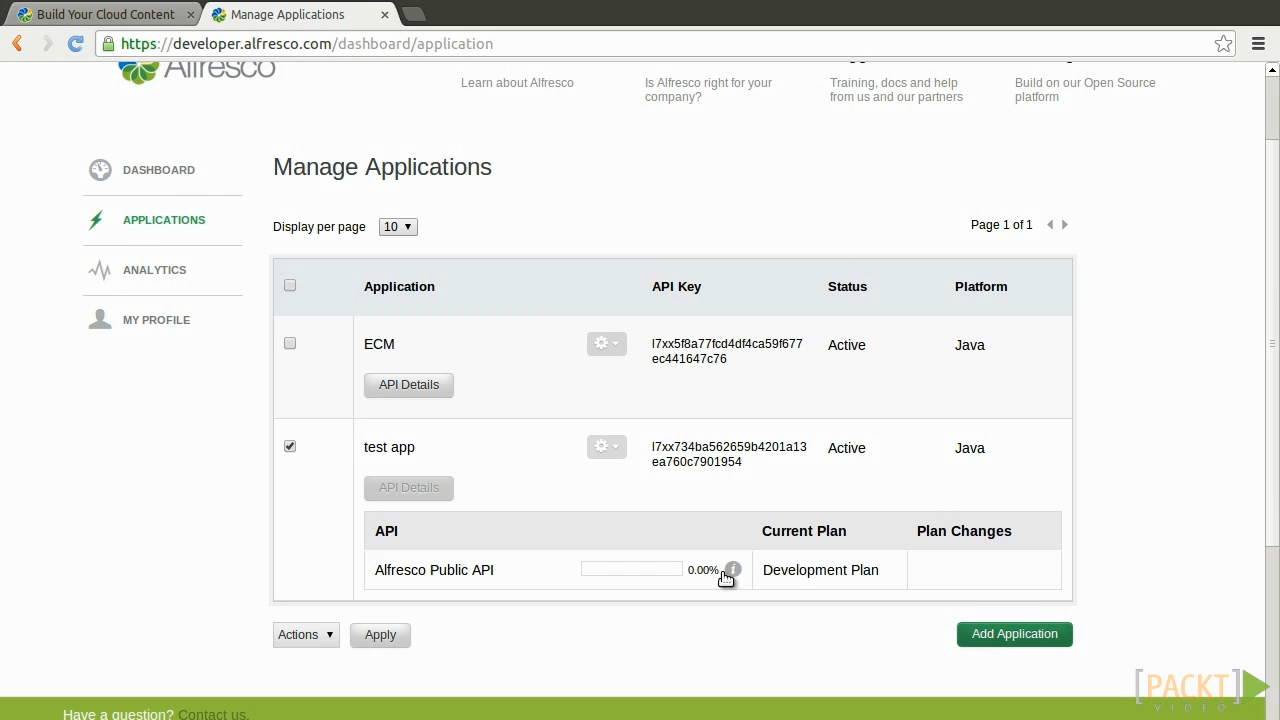 Build Your Cloud Content
Manage Applications
https://developer.alfresco.com/dashboard/application
Alfresco
Learn about Alfresco
Is Alfresco right for your
company?
Training, docs and help
from us and our partners
Build on our Open Source
platform
DASHBOARD
APPLICATIONS
ANALYTICS
MY PROFILE
Manage Applications
Display per page 10
Page 1 of 1
Application API Key Status Platform
ECM l7xx5f8a77fcd4df4ca59f677 Active Java
ec441647c76
API Details
test app l7xx734ba562659b4201a13 Active Java
ea760c7901954
API Details
API Current Plan Plan Changes
Alfresco Public API 0.00% i Development Plan
Actions Apply Add Application
[PACKT]
VIDEO
Have a question? Contact us.